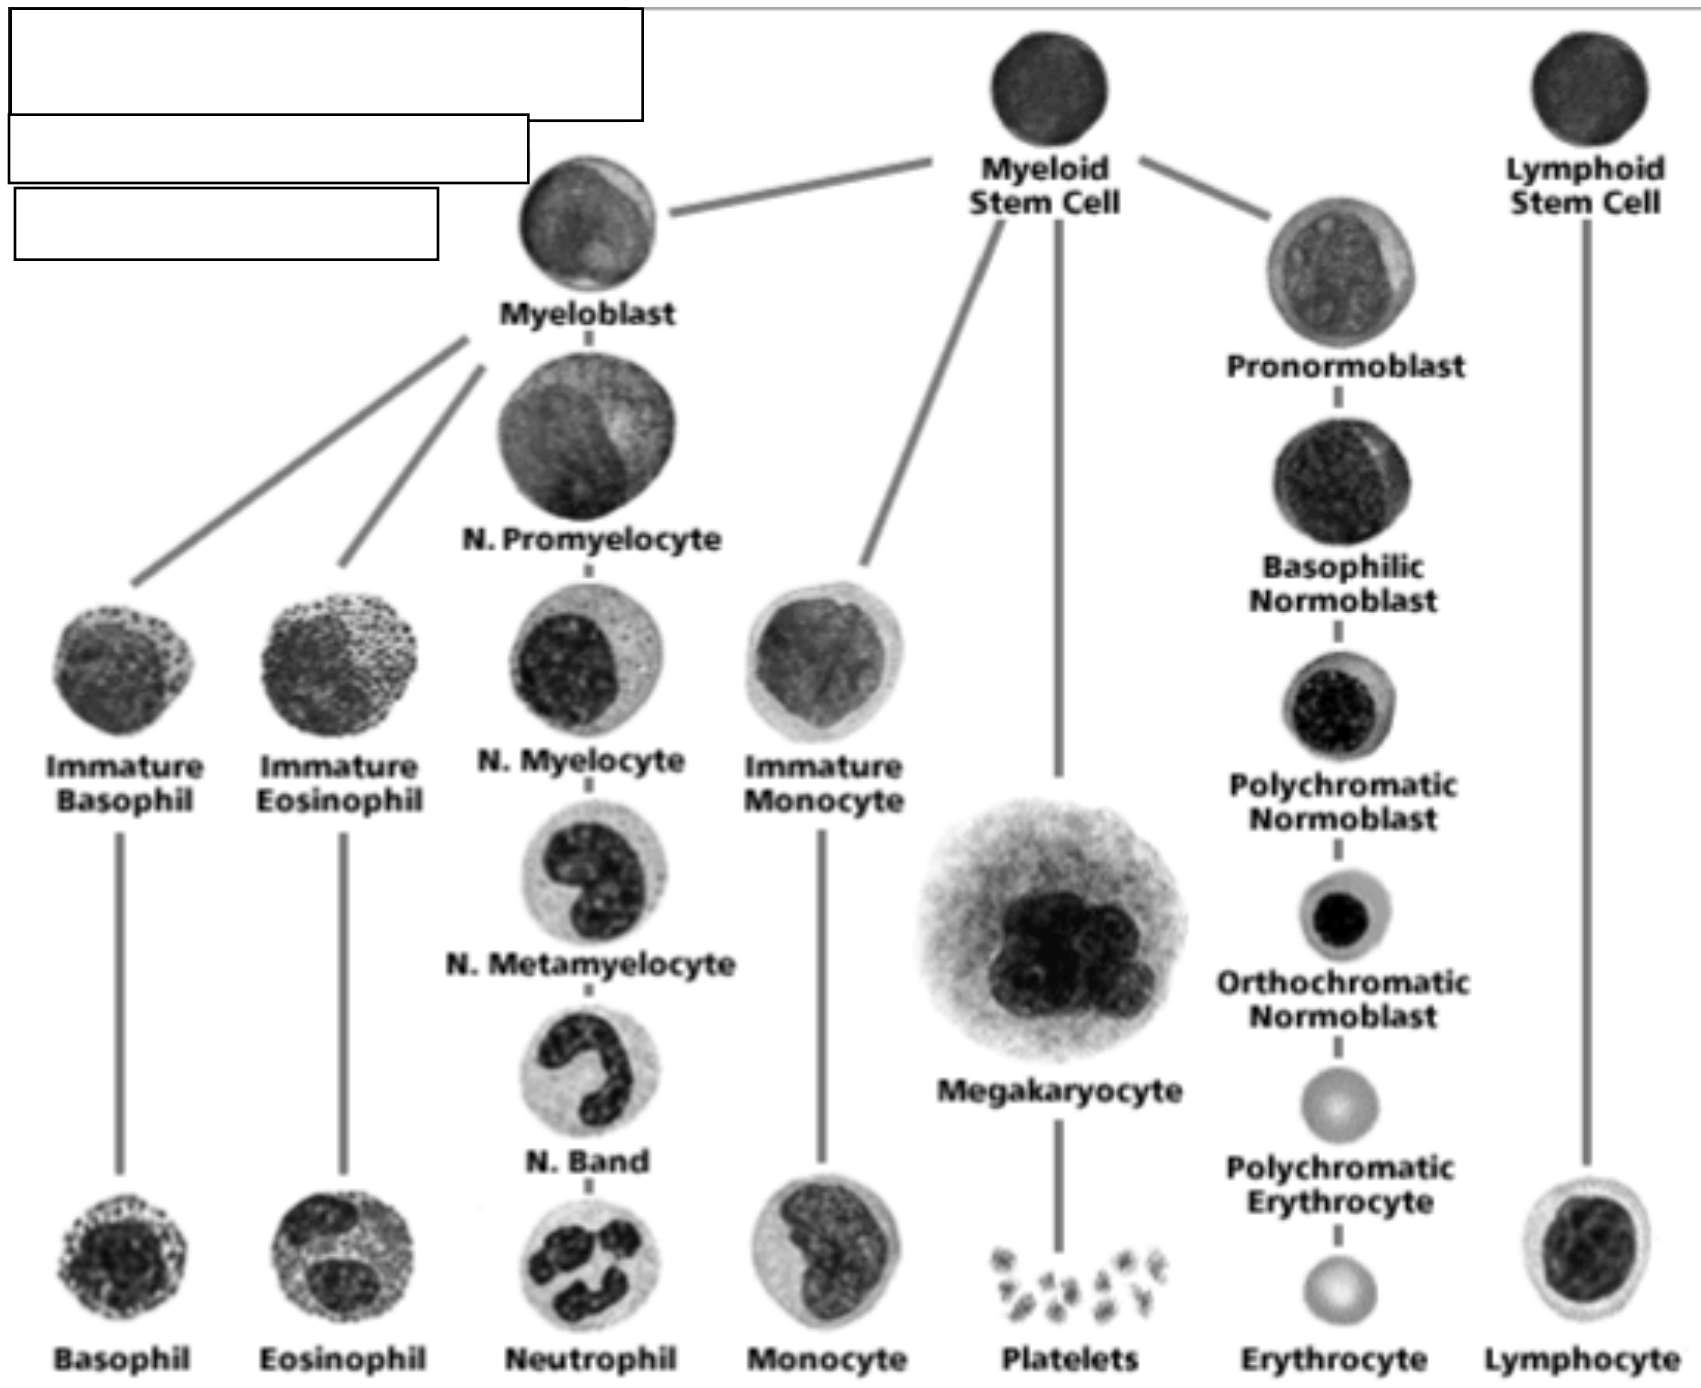 Myeloid
Stem Cell
Lymphoid
Stem Cell
Myeloblast
Pronormoblast
N. Promyelocyte
Basophilic
Normoblast
Immature
Basophil
Immature
Eosinophil
N. Myelocyte
Immature
Monocyte
Polychromatic
Normoblast
N. Metamyelocyte
Orthochromatic
Normoblast
Megakaryocyte
N. Band
Polychromatic
Erythrocyte
Basophil
Eosinophil
Neutrophil
Monocyte
Platelets
Erythrocyte
Lymphocyte